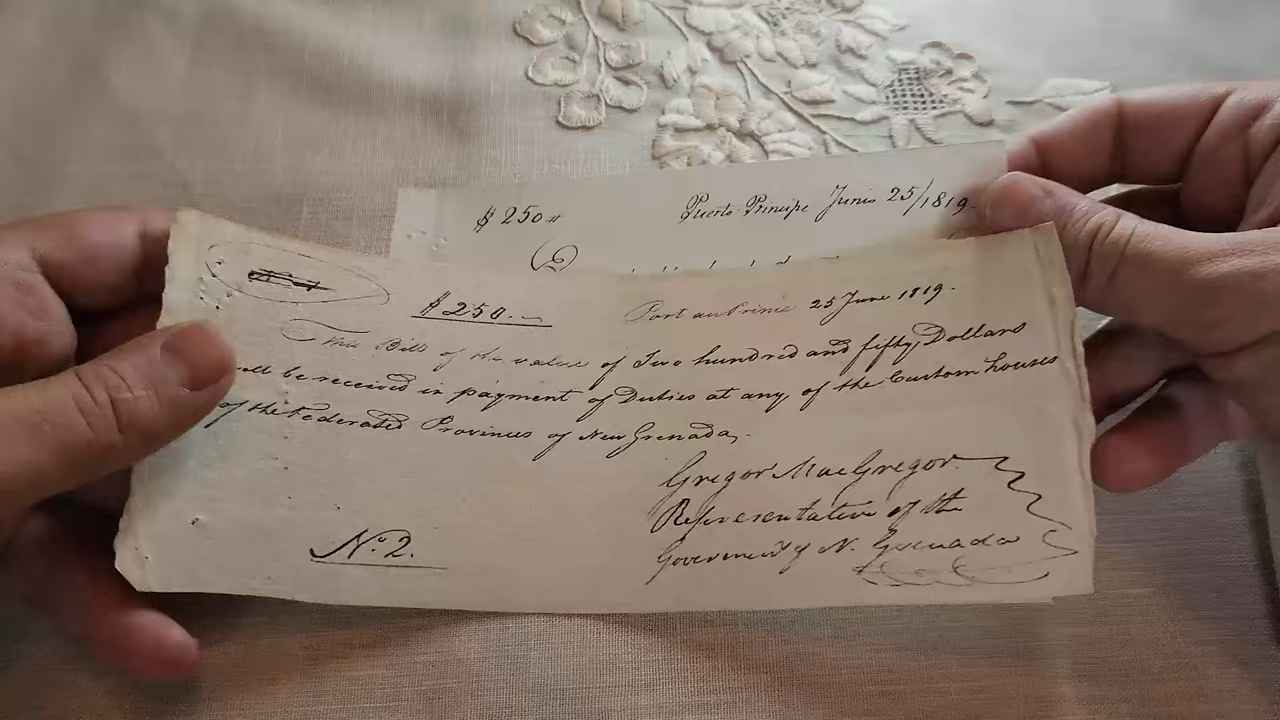 $ 250 Puerto Principe Junio 25/1819.
$ 250. Port au Prince 25 June 1819.
This Bill of the value of Two hundred and fifty Dollars
will be received in payment of Duties at any of the Custom houses
of the Federated Provinces of New Grenada,
Gregor MacGregor
Representative of the
Governmen of N. Grenada
No. 2.